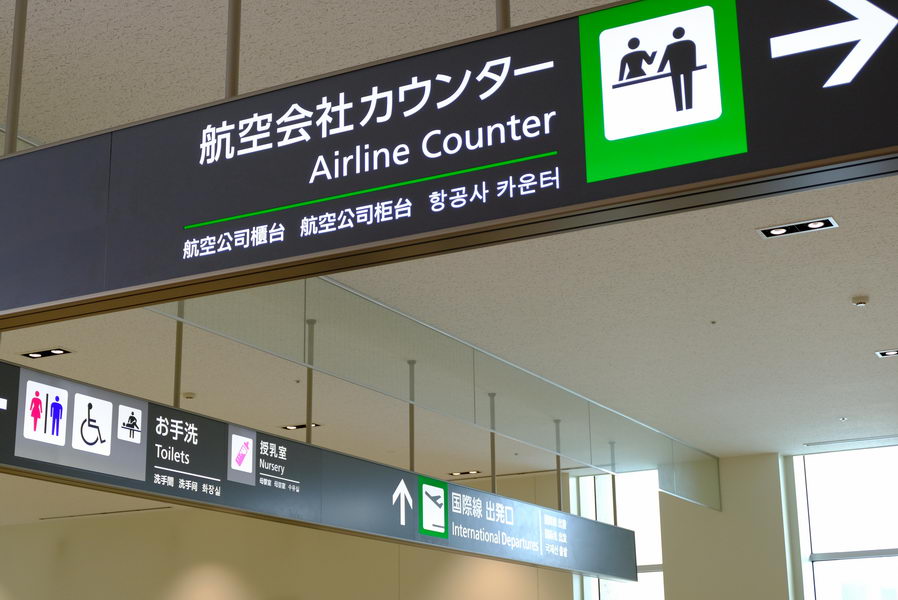 航空会社カウンター
Airline Counter
航空公司櫃台 航空公司柜台 항공사 카운터
お手洗
Toilets
洗手間 洗手间 화장실
授乳室
Nursery
国際線 出発口
International Departures